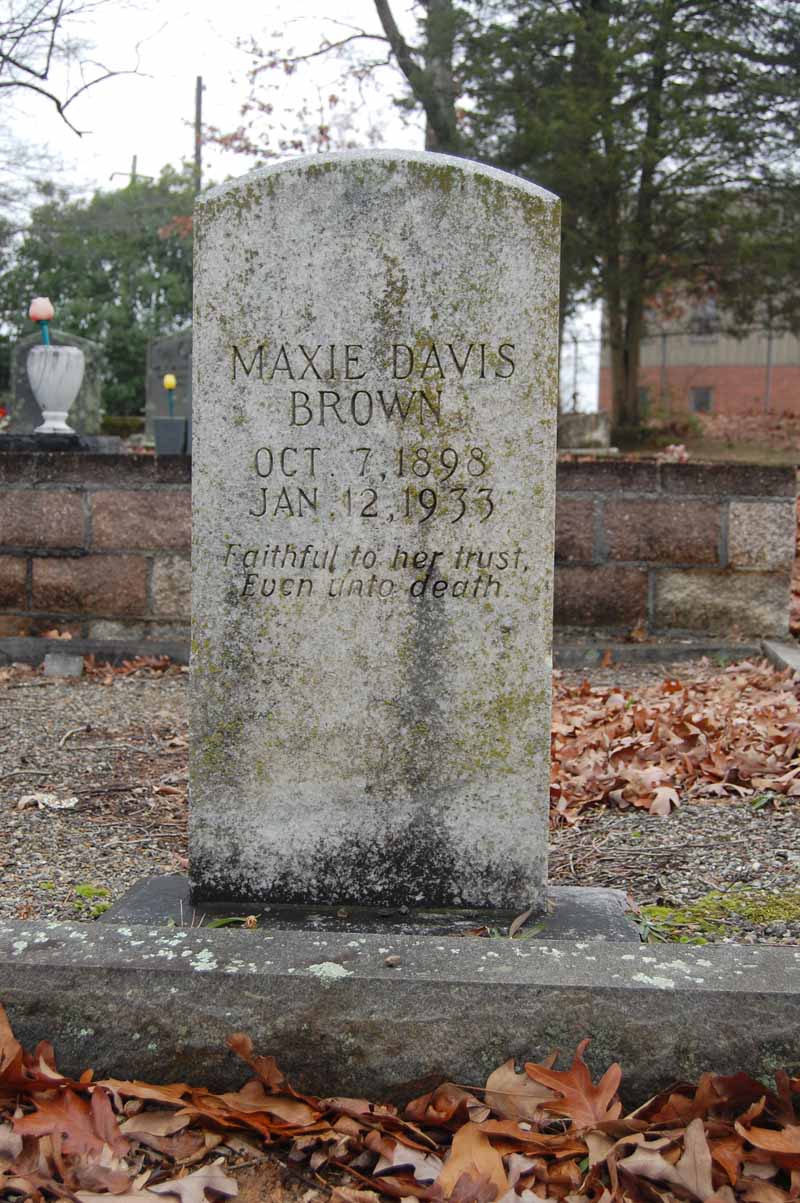 MAXIE DAVIS
BROWN
OCT. 7, 1898
JAN. 12, 1933
Faithful to her trust,
Even unto death.